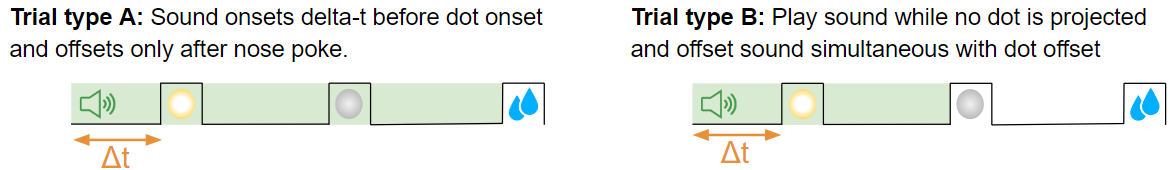 Trial type A: Sound onsets delta-t before dot onset
and offsets only after nose poke.
Δt
Trial type B: Play sound while no dot is projected
and offset sound simultaneous with dot offset
Δt